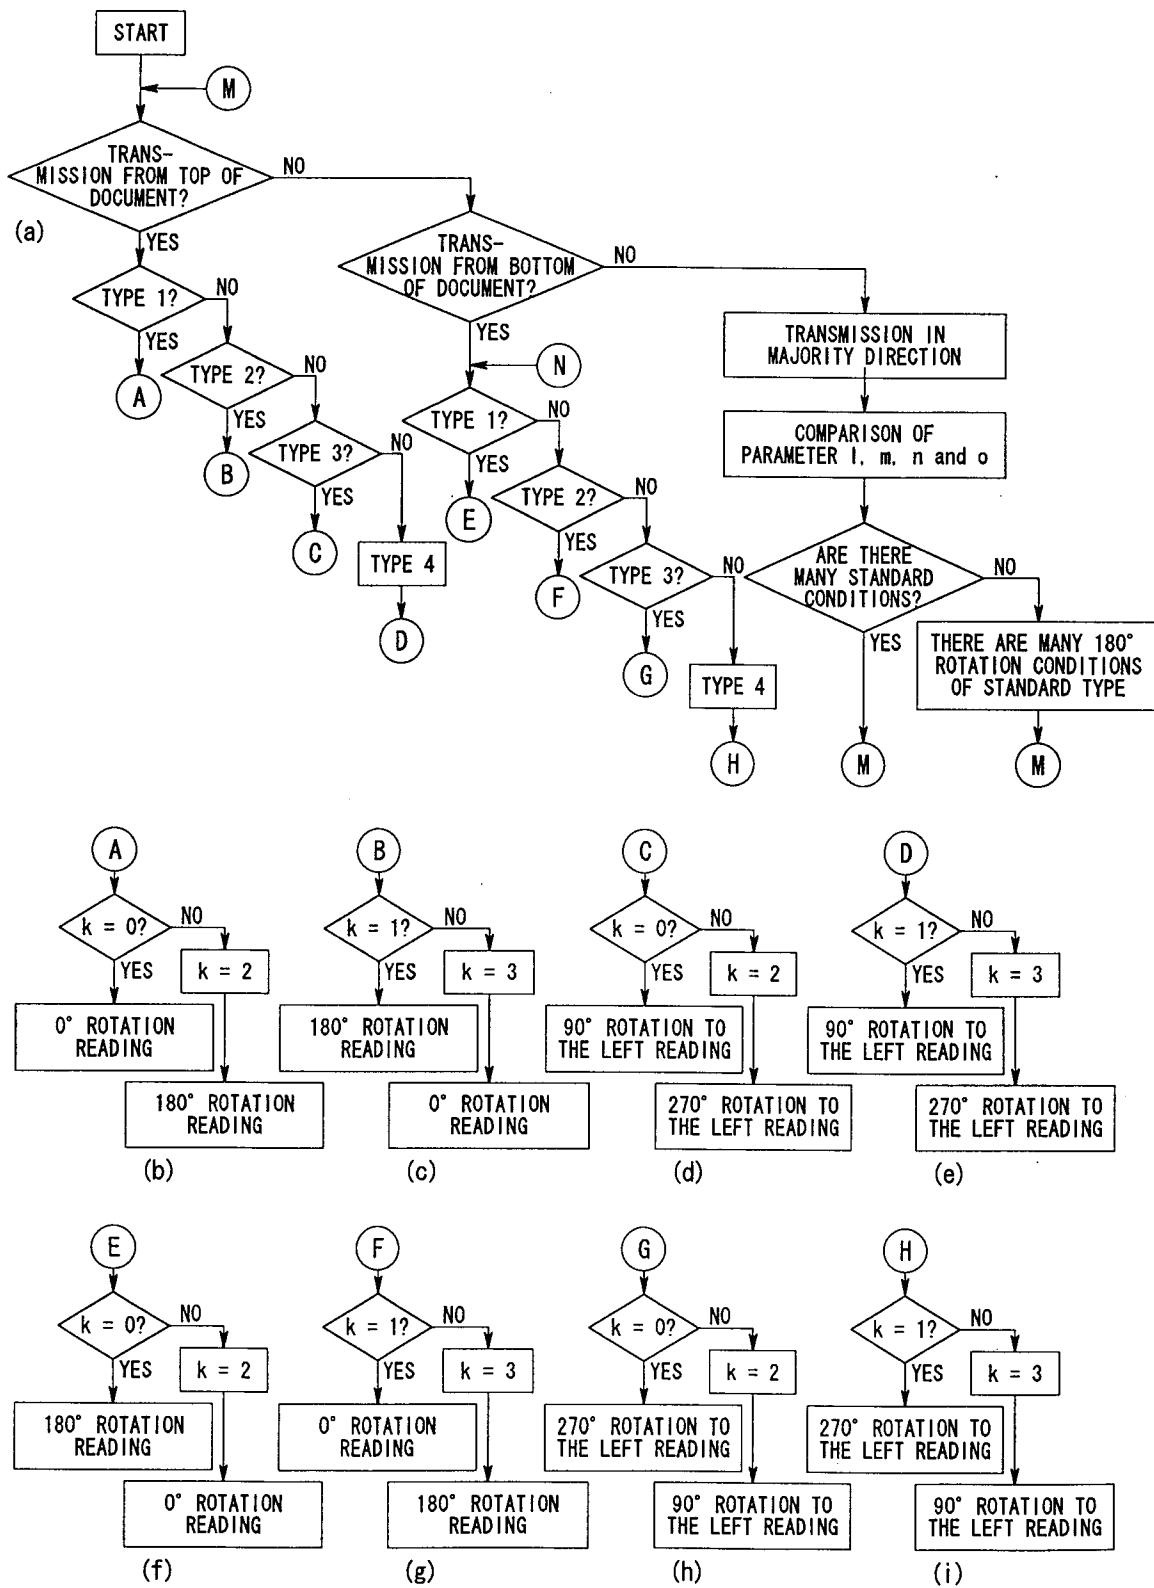 START
M
TRANS-
MISSION FROM TOP OF
DOCUMENT?
NO
(a)
YES
TYPE 1?
NO
YES
A
TYPE 2?
NO
YES
B
TYPE 3?
NO
YES
C
TYPE 4
D
TRANS-
MISSION FROM BOTTOM
OF DOCUMENT?
NO
YES
N
TYPE 1?
NO
YES
E
TYPE 2?
NO
YES
F
TYPE 3?
NO
YES
G
TYPE 4
H
TRANSMISSION IN
MAJORITY DIRECTION
COMPARISON OF
PARAMETER l, m, n and o
ARE THERE
MANY STANDARD
CONDITIONS?
NO
YES
M
THERE ARE MANY 180°
ROTATION CONDITIONS
OF STANDARD TYPE
M
A
k = 0?
NO
YES
k = 2
0° ROTATION
READING
180° ROTATION
READING
(b)
B
k = 1?
NO
YES
k = 3
180° ROTATION
READING
0° ROTATION
READING
(c)
C
k = 0?
NO
YES
k = 2
90° ROTATION TO
THE LEFT READING
270° ROTATION TO
THE LEFT READING
(d)
D
k = 1?
NO
YES
k = 3
90° ROTATION TO
THE LEFT READING
270° ROTATION TO
THE LEFT READING
(e)
E
k = 0?
NO
YES
k = 2
180° ROTATION
READING
0° ROTATION
READING
(f)
F
k = 1?
NO
YES
k = 3
0° ROTATION
READING
180° ROTATION
READING
(g)
G
k = 0?
NO
YES
k = 2
270° ROTATION TO
THE LEFT READING
90° ROTATION TO
THE LEFT READING
(h)
H
k = 1?
NO
YES
k = 3
270° ROTATION TO
THE LEFT READING
90° ROTATION TO
THE LEFT READING
(i)